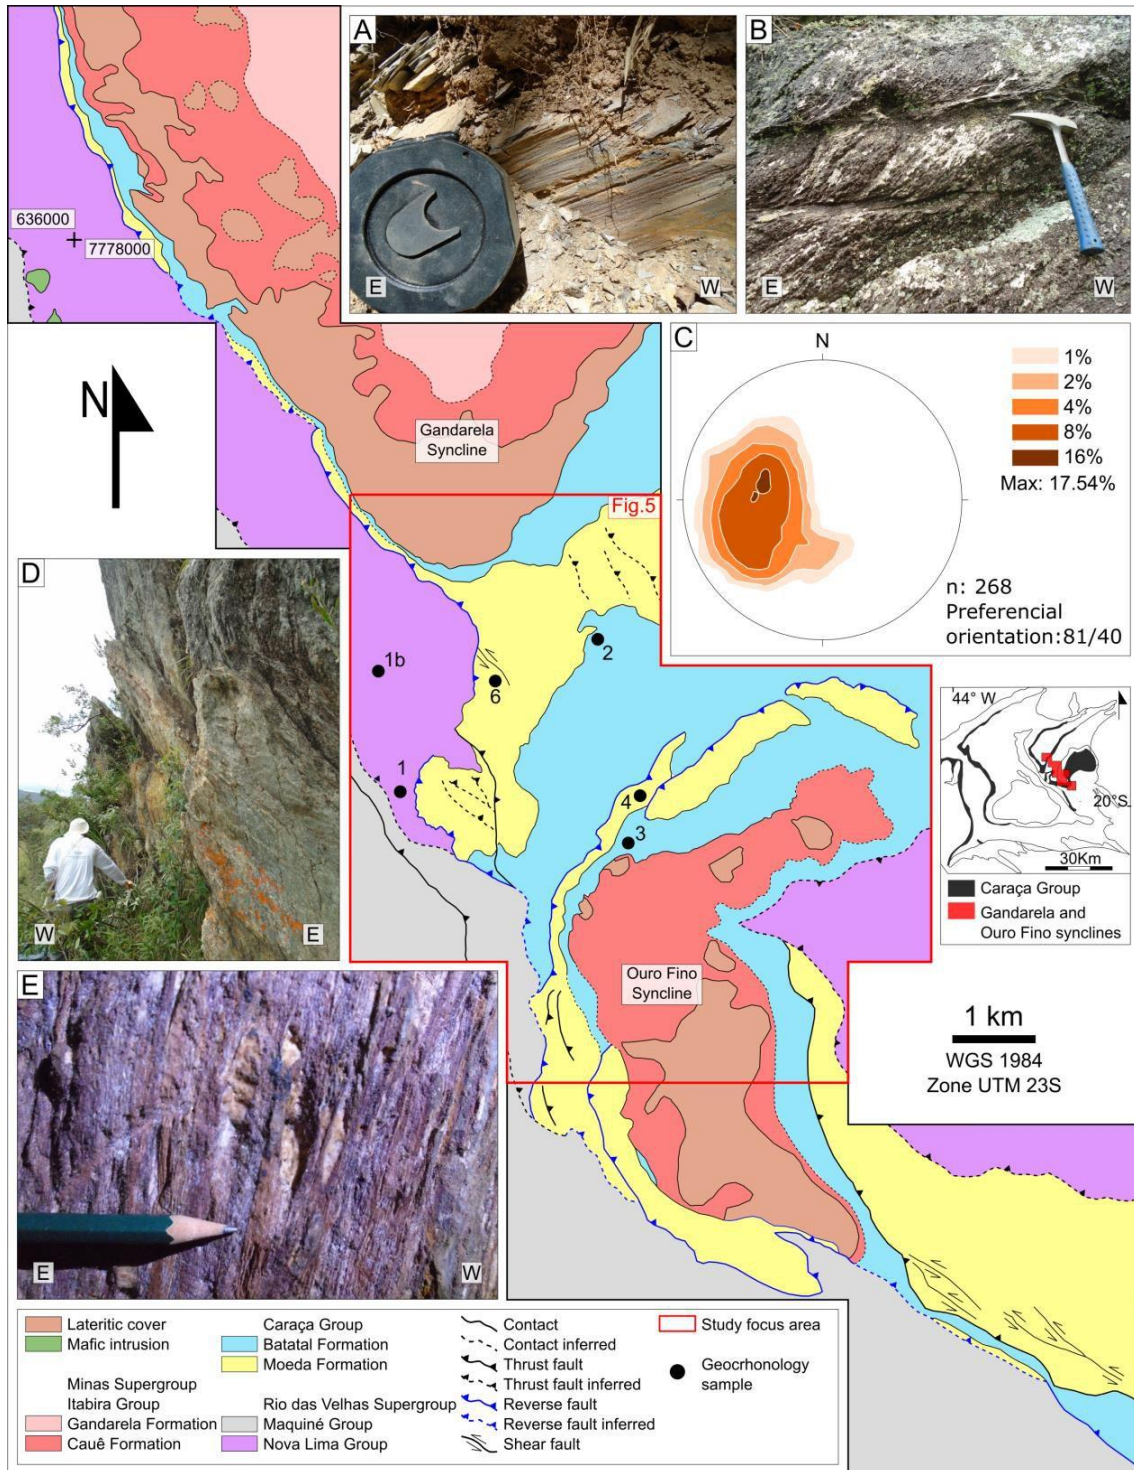 A
E
W
B
E
W
636000
7778000
N
Gandarela
Syncline
Fig.5
C
N
1%
2%
4%
8%
16%
Max: 17.54%
n: 268
Preferencial
orientation:81/40
D
W
E
1b
2
6
1
4
3
Ouro Fino
Syncline
44° W
20°S
30Km
Caraça Group
Gandarela and
Ouro Fino synclines
1 km
WGS 1984
Zone UTM 23S
E
E
W
Lateritic cover
Mafic intrusion
Minas Supergroup
Itabira Group
Gandarela Formation
Cauê Formation
Caraça Group
Batatal Formation
Moeda Formation
Rio das Velhas Supergroup
Maquiné Group
Nova Lima Group
Contact
Contact inferred
Thrust fault
Thrust fault inferred
Reverse fault
Reverse fault inferred
Shear fault
Study focus area
Geocrhonology
sample